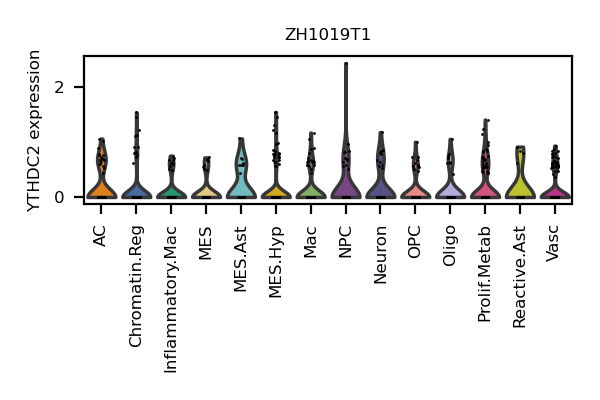 ZH1019T1
YTHDC2 expression
2
0
AC
Chromatin.Reg
Inflammatory.Mac
MES
MES.Ast
MES.Hyp
Mac
NPC
Neuron
OPC
Oligo
Prolif.Metab
Reactive.Ast
Vasc